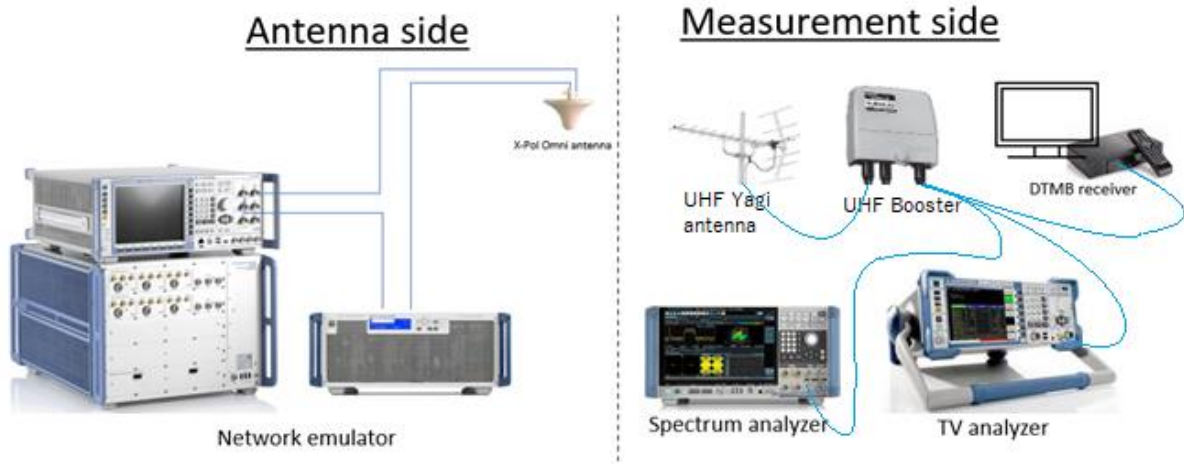 Antenna side
Measurement side
X-Pol Omni antenna
UHF Yagi
antenna
UHF Booster
DTMB receiver
Network emulator
Spectrum analyzer
TV analyzer